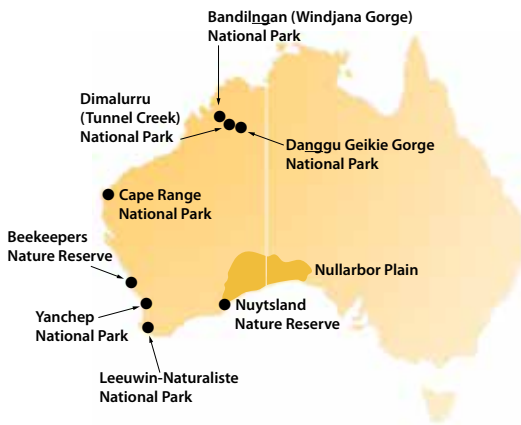 Bandilngan (Windjana Gorge)
National Park
Dimalurru
(Tunnel Creek)
National Park
Danggu Geikie Gorge
National Park
Cape Range
National Park
Beekeepers
Nature Reserve
Nullarbor Plain
Yanchep
National Park
Nuytsland
Nature Reserve
Leeuwin-Naturaliste
National Park